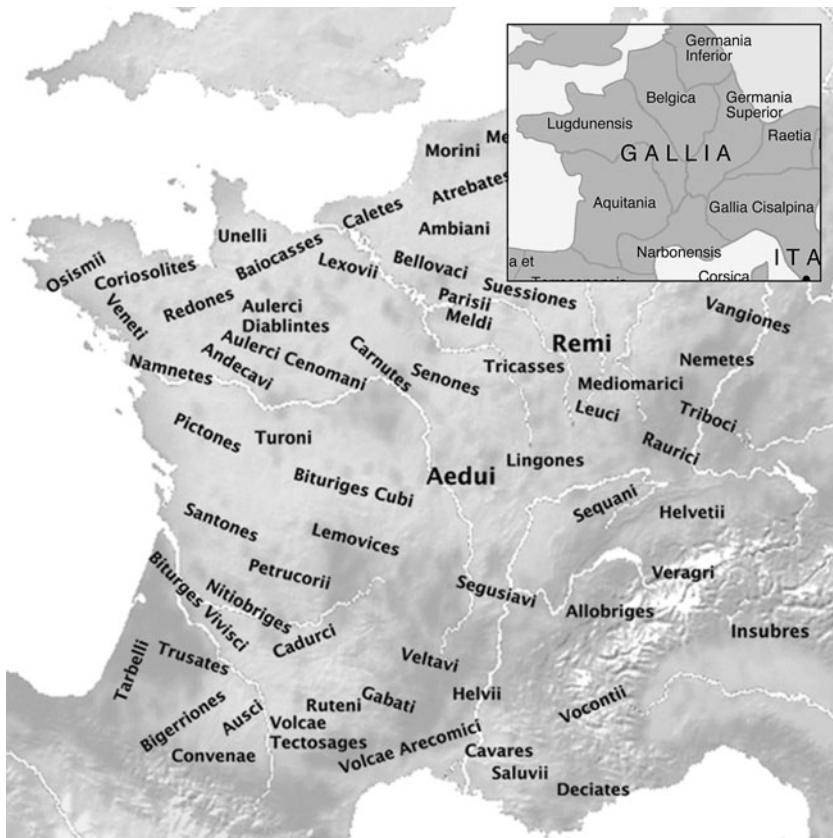 Germania
Inferior
Belgica
Germania
Superior
Lugdunensis
Raetia
GALLIA
Aquitania
Gallia Cisalpina
Narbonensis
ITA
a et
Corsica
Morini
Me
Atrebates
Caletes
Ambiani
Unelli
Baiocasses
Lexovii
Bellovaci
Osismii
Coriosolites
Suessiones
Redones
Parisii
Meldi
Vangiones
Veneti
Aulerci
Diablintes
Remi
Aulerci Cenomani
Carnutes
Namnetes
Andecavi
Senones
Tricasses
Nemetes
Mediomarici
Leuci
Triboci
Pictones
Turoni
Raurici
Lingones
Bituriges Cubi
Aedui
Sequani
Helvetii
Santones
Lemovices
Petrucorii
Veragri
Biturges Vivisci
Nitiobriges
Segusiavi
Allobriges
Cadurci
Insubres
Tarbelli
Trusates
Veltavi
Helvii
Gabati
Ruteni
Vocontii
Bigerriones
Ausci
Volcae
Tectosages
Convenae
Volcae Arecomici
Cavares
Saluvii
Deciates